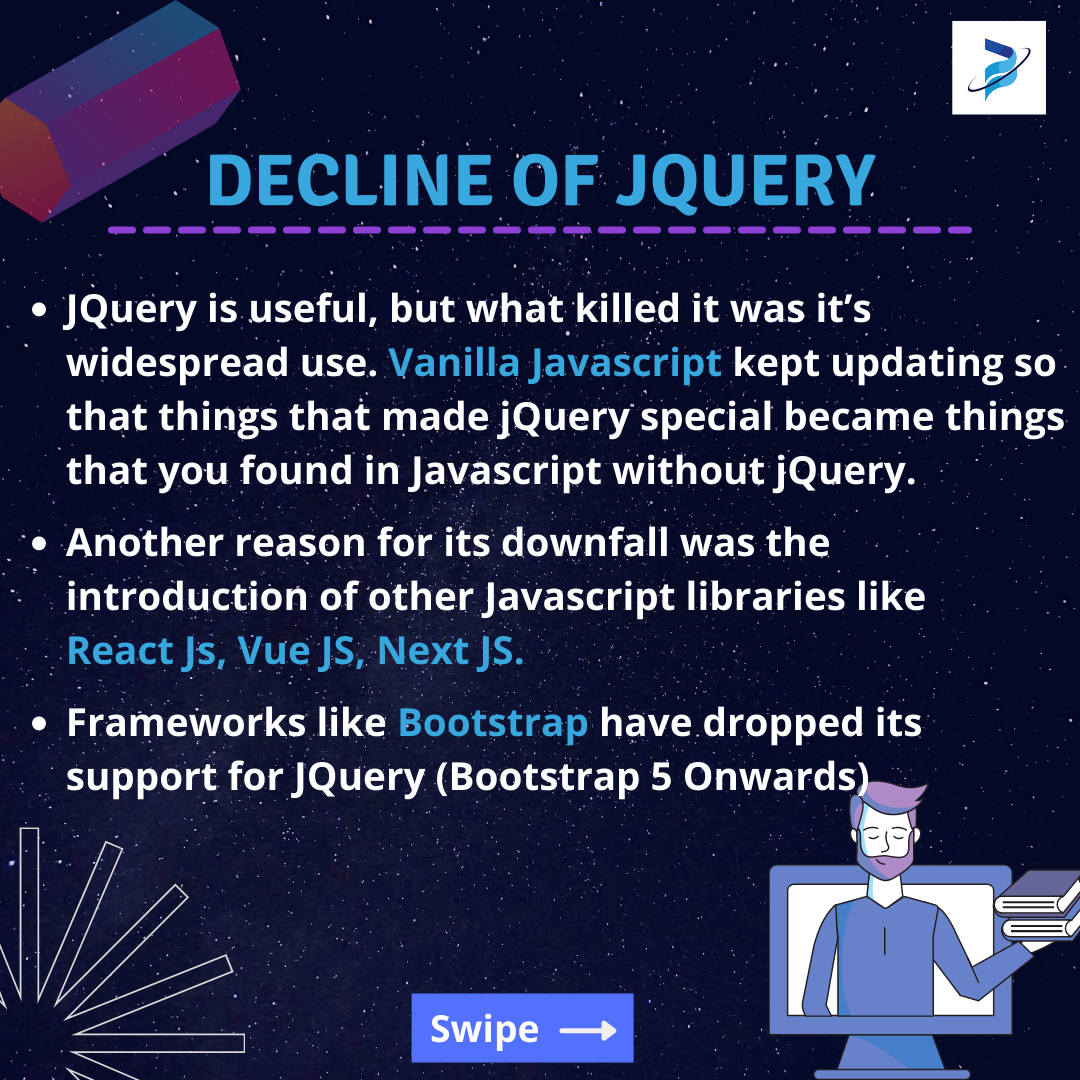 DECLINE OF JQUERY
• JQuery is useful, but what killed it was it’s
widespread use. Vanilla Javascript kept updating so
that things that made jQuery special became things
that you found in Javascript without jQuery.
• Another reason for its downfall was the
introduction of other Javascript libraries like
React Js, Vue JS, Next JS.
• Frameworks like Bootstrap have dropped its
support for JQuery (Bootstrap 5 Onwards)
Swipe